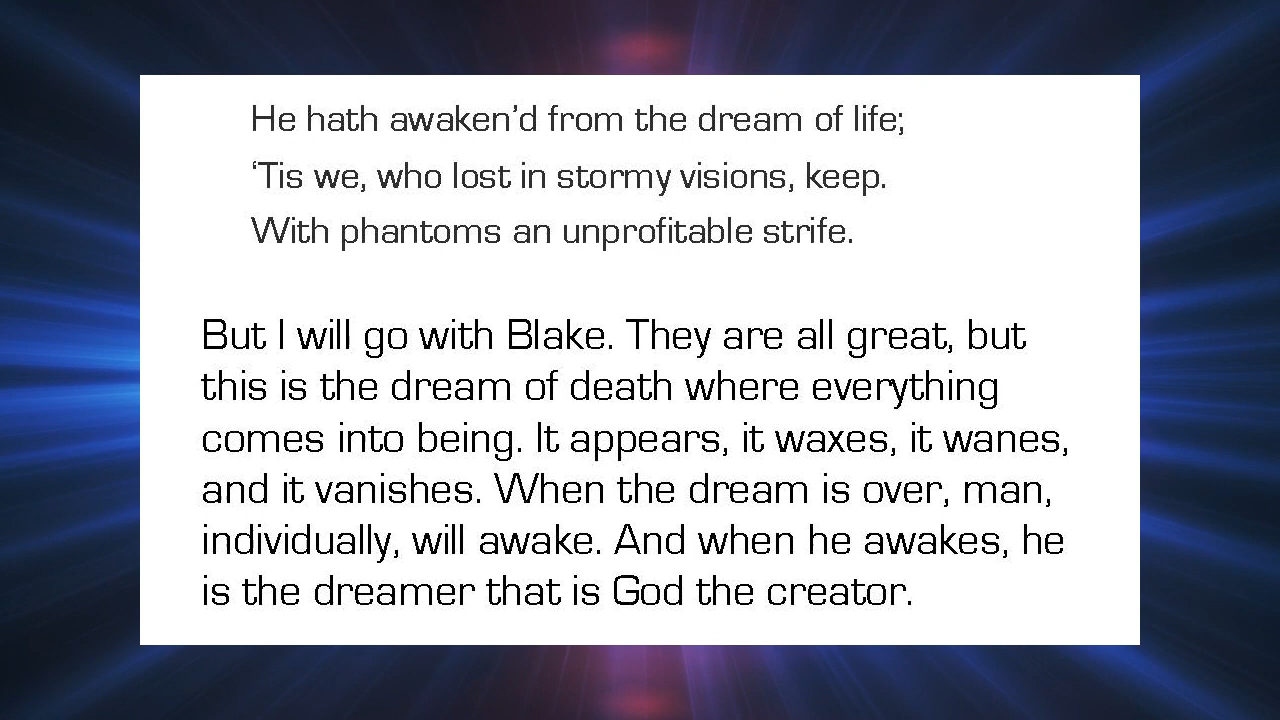 He hath awaken’d from the dream of life;
‘Tis we, who lost in stormy visions, keep.
With phantoms an unprofitable strife.
But I will go with Blake. They are all great, but
this is the dream of death where everything
comes into being. It appears, it waxes, it wanes,
and it vanishes. When the dream is over, man,
individually, will awake. And when he awakes, he
is the dreamer that is God the creator.